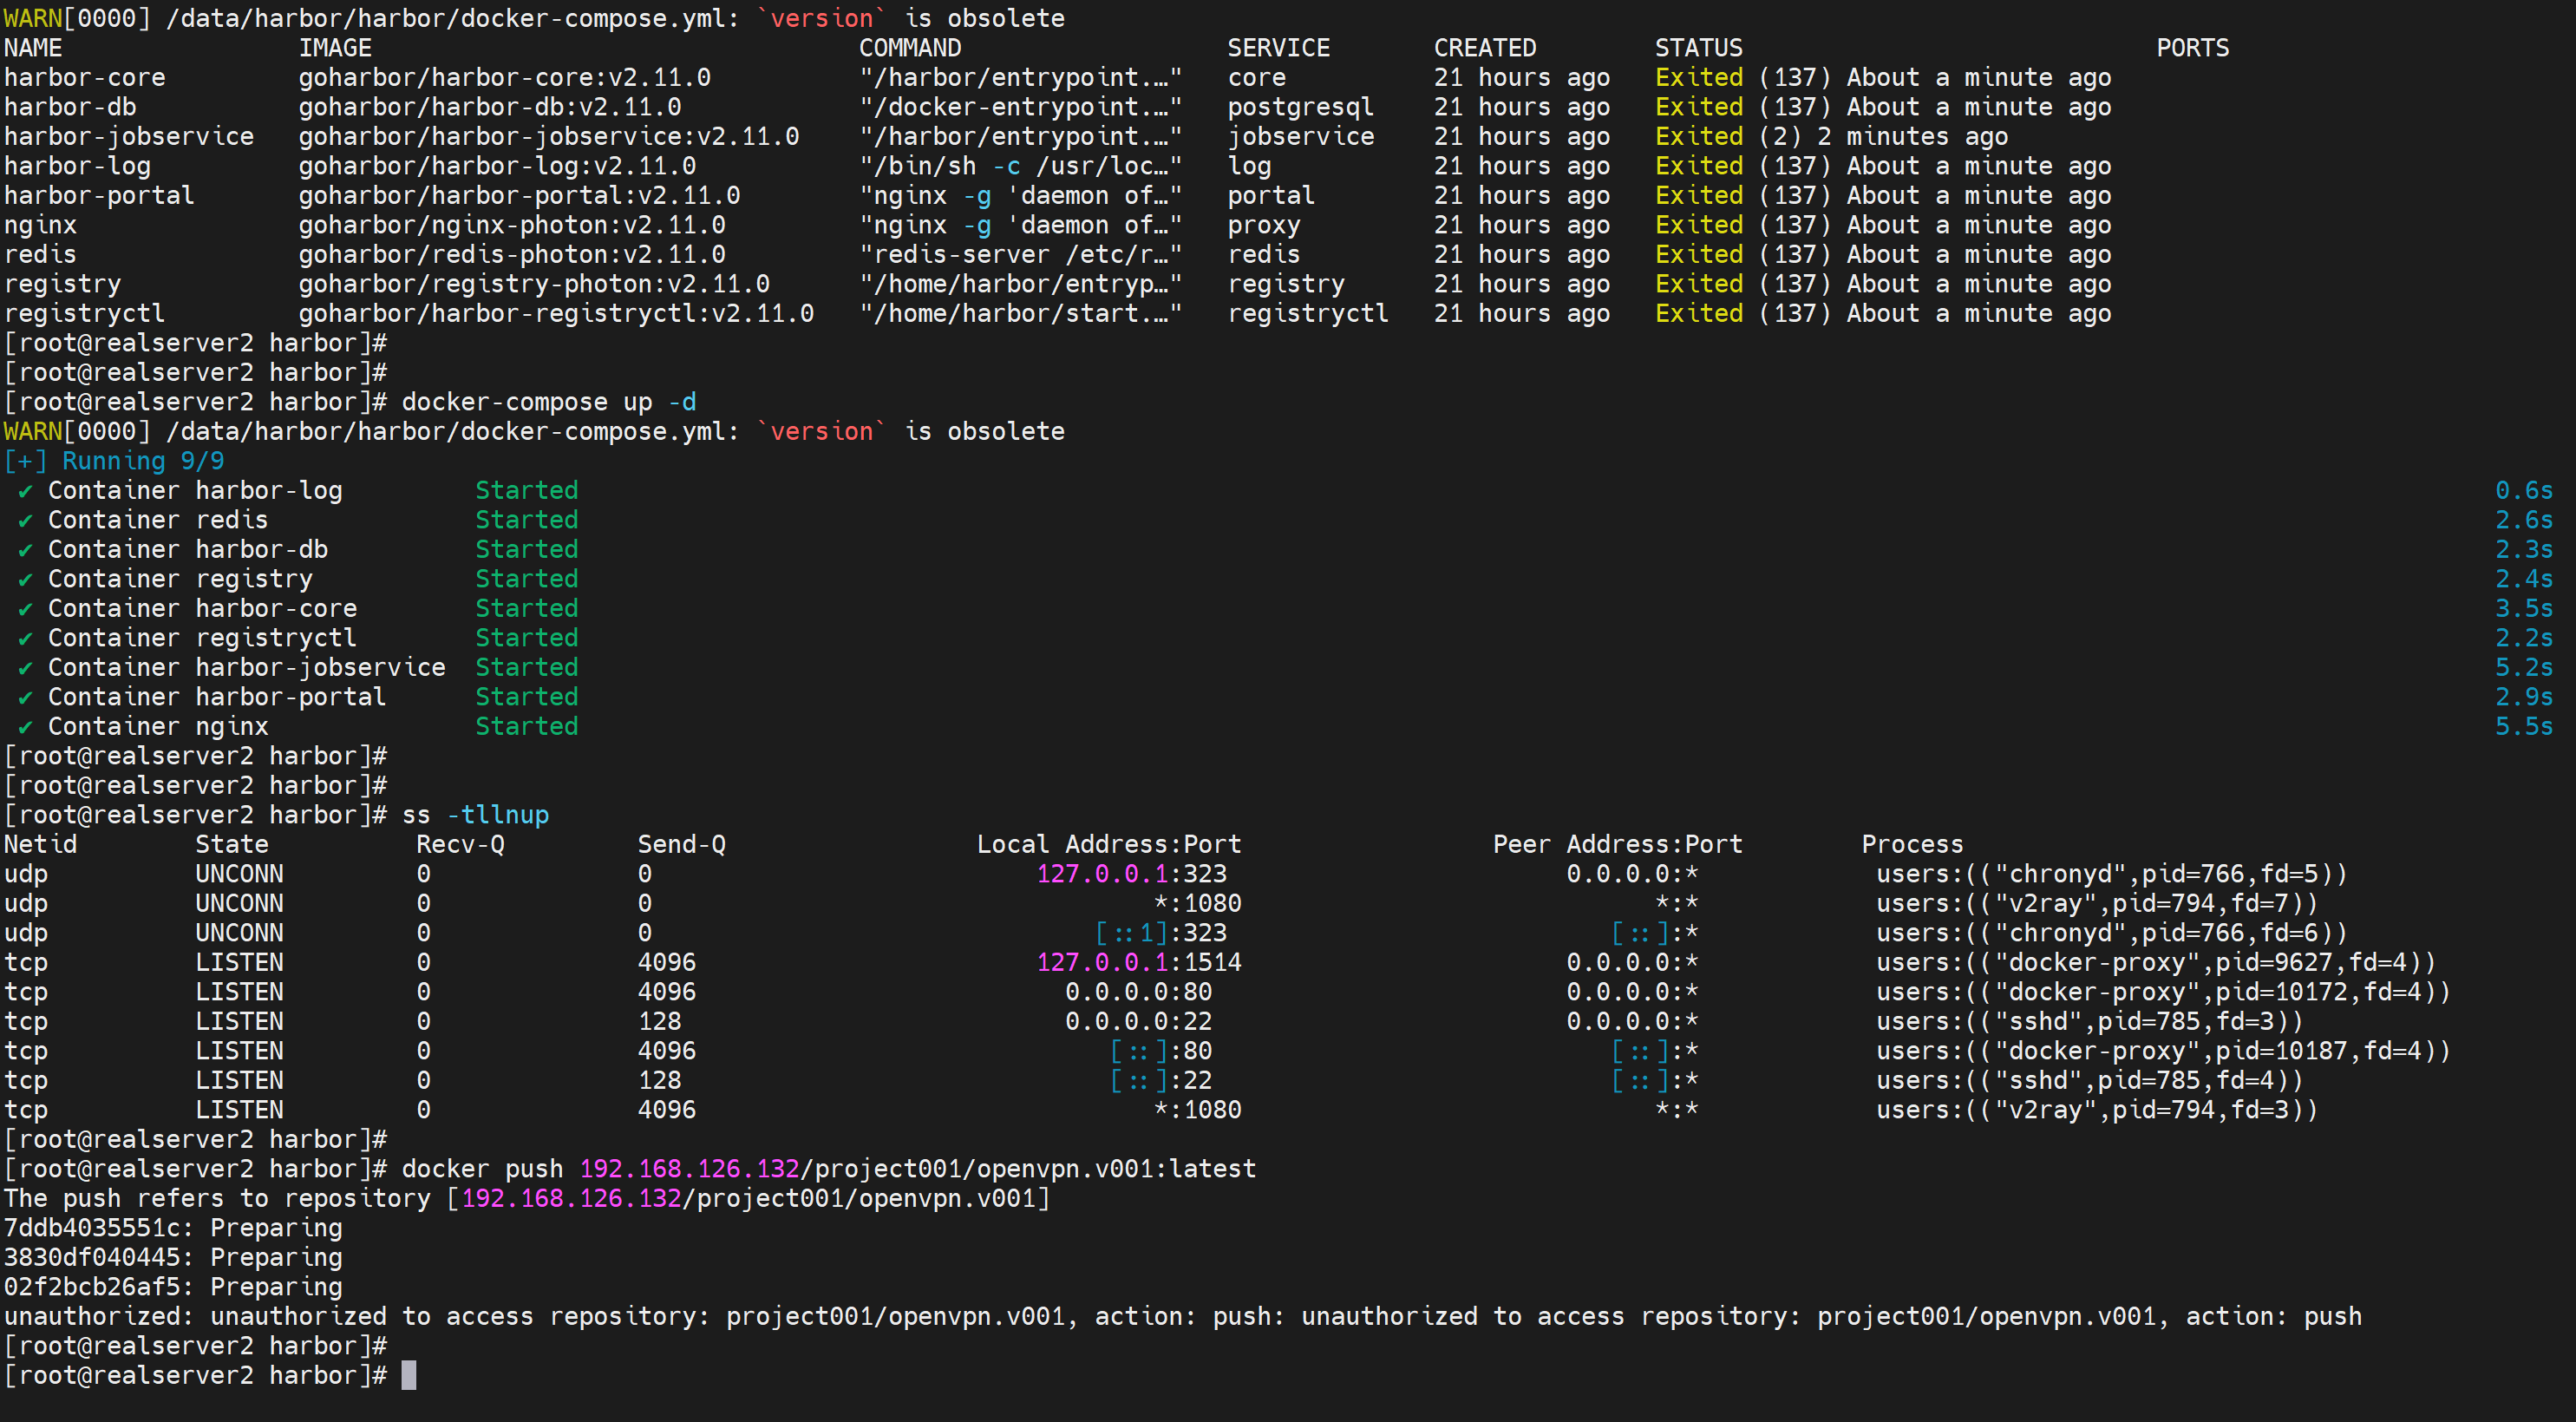 WARN[0000] /data/harbor/harbor/docker-compose.yml: `version` is obsolete
NAME                IMAGE                                 COMMAND                  SERVICE       CREATED        STATUS                            PORTS
harbor-core         goharbor/harbor-core:v2.11.0          "/harbor/entrypoint.…"   core          21 hours ago   Exited (137) About a minute ago
harbor-db           goharbor/harbor-db:v2.11.0            "/docker-entrypoint.…"   postgresql    21 hours ago   Exited (137) About a minute ago
harbor-jobservice   goharbor/harbor-jobservice:v2.11.0    "/harbor/entrypoint.…"   jobservice    21 hours ago   Exited (2) 2 minutes ago
harbor-log          goharbor/harbor-log:v2.11.0           "/bin/sh -c /usr/loc…"   log           21 hours ago   Exited (137) About a minute ago
harbor-portal       goharbor/harbor-portal:v2.11.0        "nginx -g 'daemon of…"   portal        21 hours ago   Exited (137) About a minute ago
nginx               goharbor/nginx-photon:v2.11.0         "nginx -g 'daemon of…"   proxy         21 hours ago   Exited (137) About a minute ago
redis               goharbor/redis-photon:v2.11.0         "redis-server /etc/r…"   redis         21 hours ago   Exited (137) About a minute ago
registry            goharbor/registry-photon:v2.11.0      "/home/harbor/entryp…"   registry      21 hours ago   Exited (137) About a minute ago
registryctl         goharbor/harbor-registryctl:v2.11.0   "/home/harbor/start.…"   registryctl   21 hours ago   Exited (137) About a minute ago
[root@realserver2 harbor]#
[root@realserver2 harbor]#
[root@realserver2 harbor]# docker-compose up -d
WARN[0000] /data/harbor/harbor/docker-compose.yml: `version` is obsolete
[+] Running 9/9
✔ Container harbor-log         Started 0.6s
✔ Container redis              Started 2.6s
✔ Container harbor-db          Started 2.3s
✔ Container registry           Started 2.4s
✔ Container harbor-core        Started 3.5s
✔ Container registryctl        Started 2.2s
✔ Container harbor-jobservice  Started 5.2s
✔ Container harbor-portal      Started 2.9s
✔ Container nginx              Started 5.5s
[root@realserver2 harbor]#
[root@realserver2 harbor]#
[root@realserver2 harbor]# ss -tllnup
Netid State Recv-Q Send-Q Local Address:Port Peer Address:Port Process
udp UNCONN 0 0 127.0.0.1:323 0.0.0.0:* users:(("chronyd",pid=766,fd=5))
udp UNCONN 0 0 *:1080 *:* users:(("v2ray",pid=794,fd=7))
udp UNCONN 0 0 [::1]:323 [::]:* users:(("chronyd",pid=766,fd=6))
tcp LISTEN 0 4096 127.0.0.1:1514 0.0.0.0:* users:(("docker-proxy",pid=9627,fd=4))
tcp LISTEN 0 4096 0.0.0.0:80 0.0.0.0:* users:(("docker-proxy",pid=10172,fd=4))
tcp LISTEN 0 128 0.0.0.0:22 0.0.0.0:* users:(("sshd",pid=785,fd=3))
tcp LISTEN 0 4096 [::]:80 [::]:* users:(("docker-proxy",pid=10187,fd=4))
tcp LISTEN 0 128 [::]:22 [::]:* users:(("sshd",pid=785,fd=4))
tcp LISTEN 0 4096 *:1080 *:* users:(("v2ray",pid=794,fd=3))
[root@realserver2 harbor]#
[root@realserver2 harbor]# docker push 192.168.126.132/project001/openvpn.v001:latest
The push refers to repository [192.168.126.132/project001/openvpn.v001]
7ddb4035551c: Preparing
3830df040445: Preparing
02f2bcb26af5: Preparing
unauthorized: unauthorized to access repository: project001/openvpn.v001, action: push: unauthorized to access repository: project001/openvpn.v001, action: push
[root@realserver2 harbor]#
[root@realserver2 harbor]#